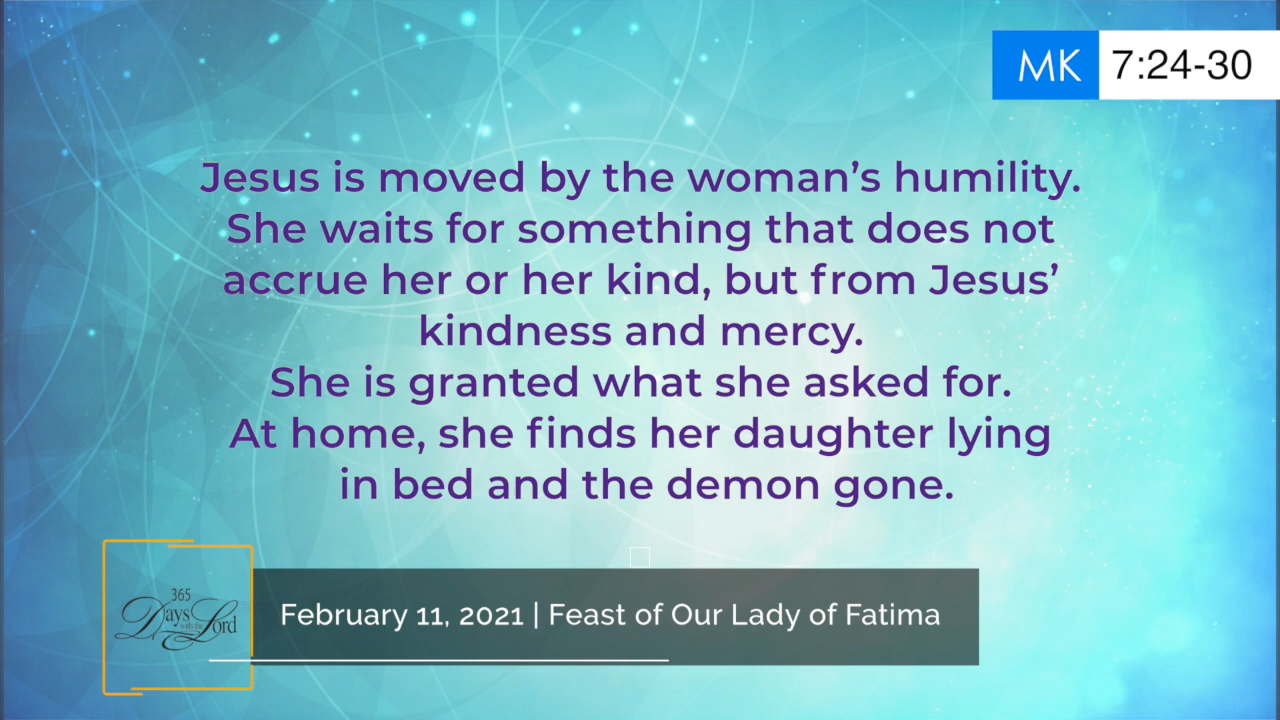 MK 7:24-30
Jesus is moved by the woman’s humility.
She waits for something that does not
accrue her or her kind, but from Jesus’
kindness and mercy.
She is granted what she asked for.
At home, she finds her daughter lying
in bed and the demon gone.
365
Days with the Lord
February 11, 2021 | Feast of Our Lady of Fatima